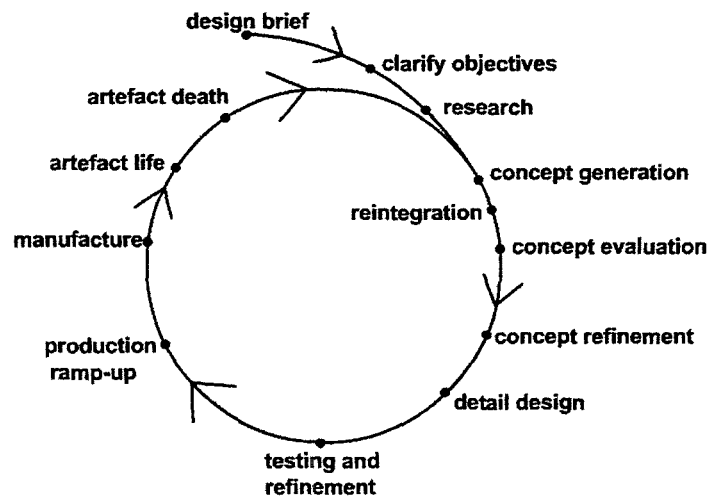 design brief
clarify objectives
artefact death
research
artefact life
concept generation
reintegration
manufacture
concept evaluation
concept refinement
production
ramp-up
detail design
testing and
refinement